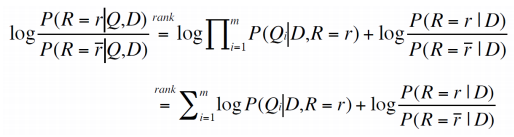 log P(R = r|Q,D) / P(R = r̄|Q,D) =^rank log ∏_{i=1}^{m} P(Q_i|D,R = r) + log P(R = r | D) / P(R = r̄ | D)
=^rank ∑_{i=1}^{m} log P(Q_i|D,R = r) + log P(R = r | D) / P(R = r̄ | D)